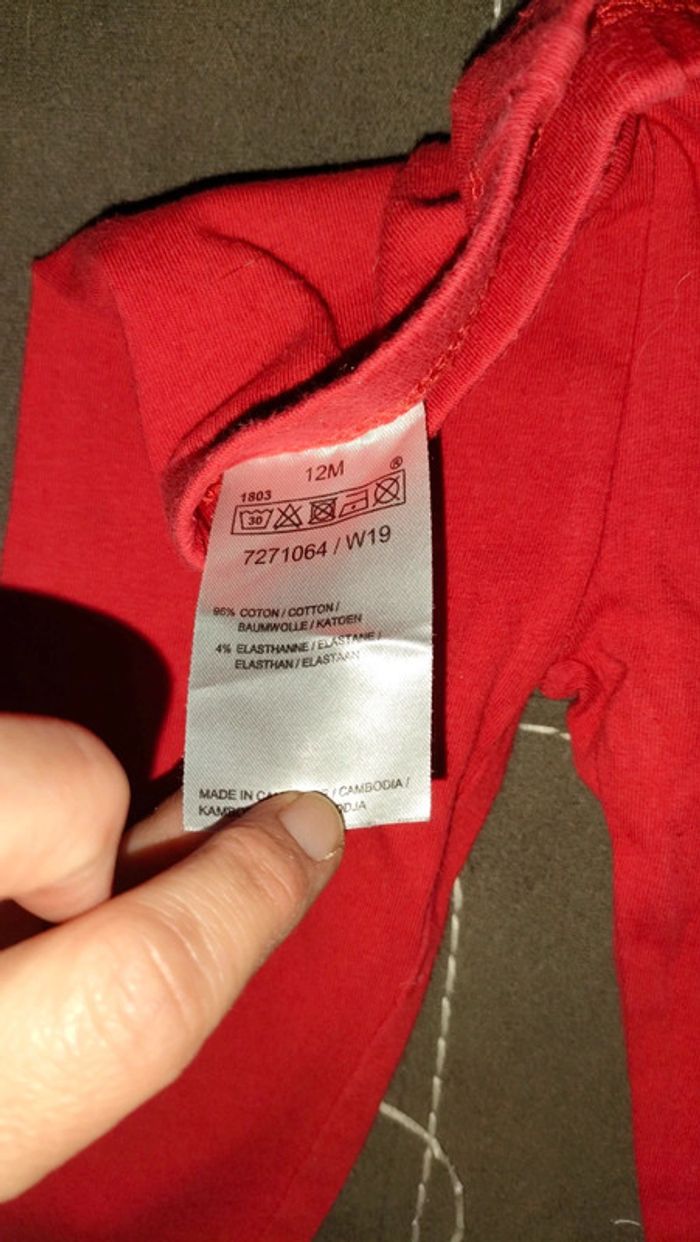 12M
®
1803
30
7271064 / W19
96% COTON / COTTON /
BAUMWOLLE / KATOEN
4% ELASTHANNE / ELASTANE /
ELASTHAN / ELASTAAN
MADE IN / CAMBODIA /